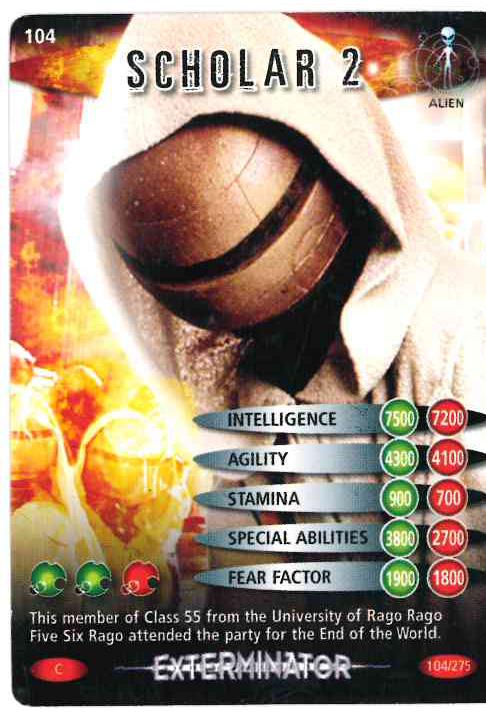 104
SCHOLAR 2
ALIEN
INTELLIGENCE 7500 7200
AGILITY 4300 4100
STAMINA 900 700
SPECIAL ABILITIES 3800 2700
FEAR FACTOR 1900 1800
This member of Class 55 from the University of Rago Rago
Five Six Rago attended the party for the End of the World.
C EXTERMINATOR 104/275